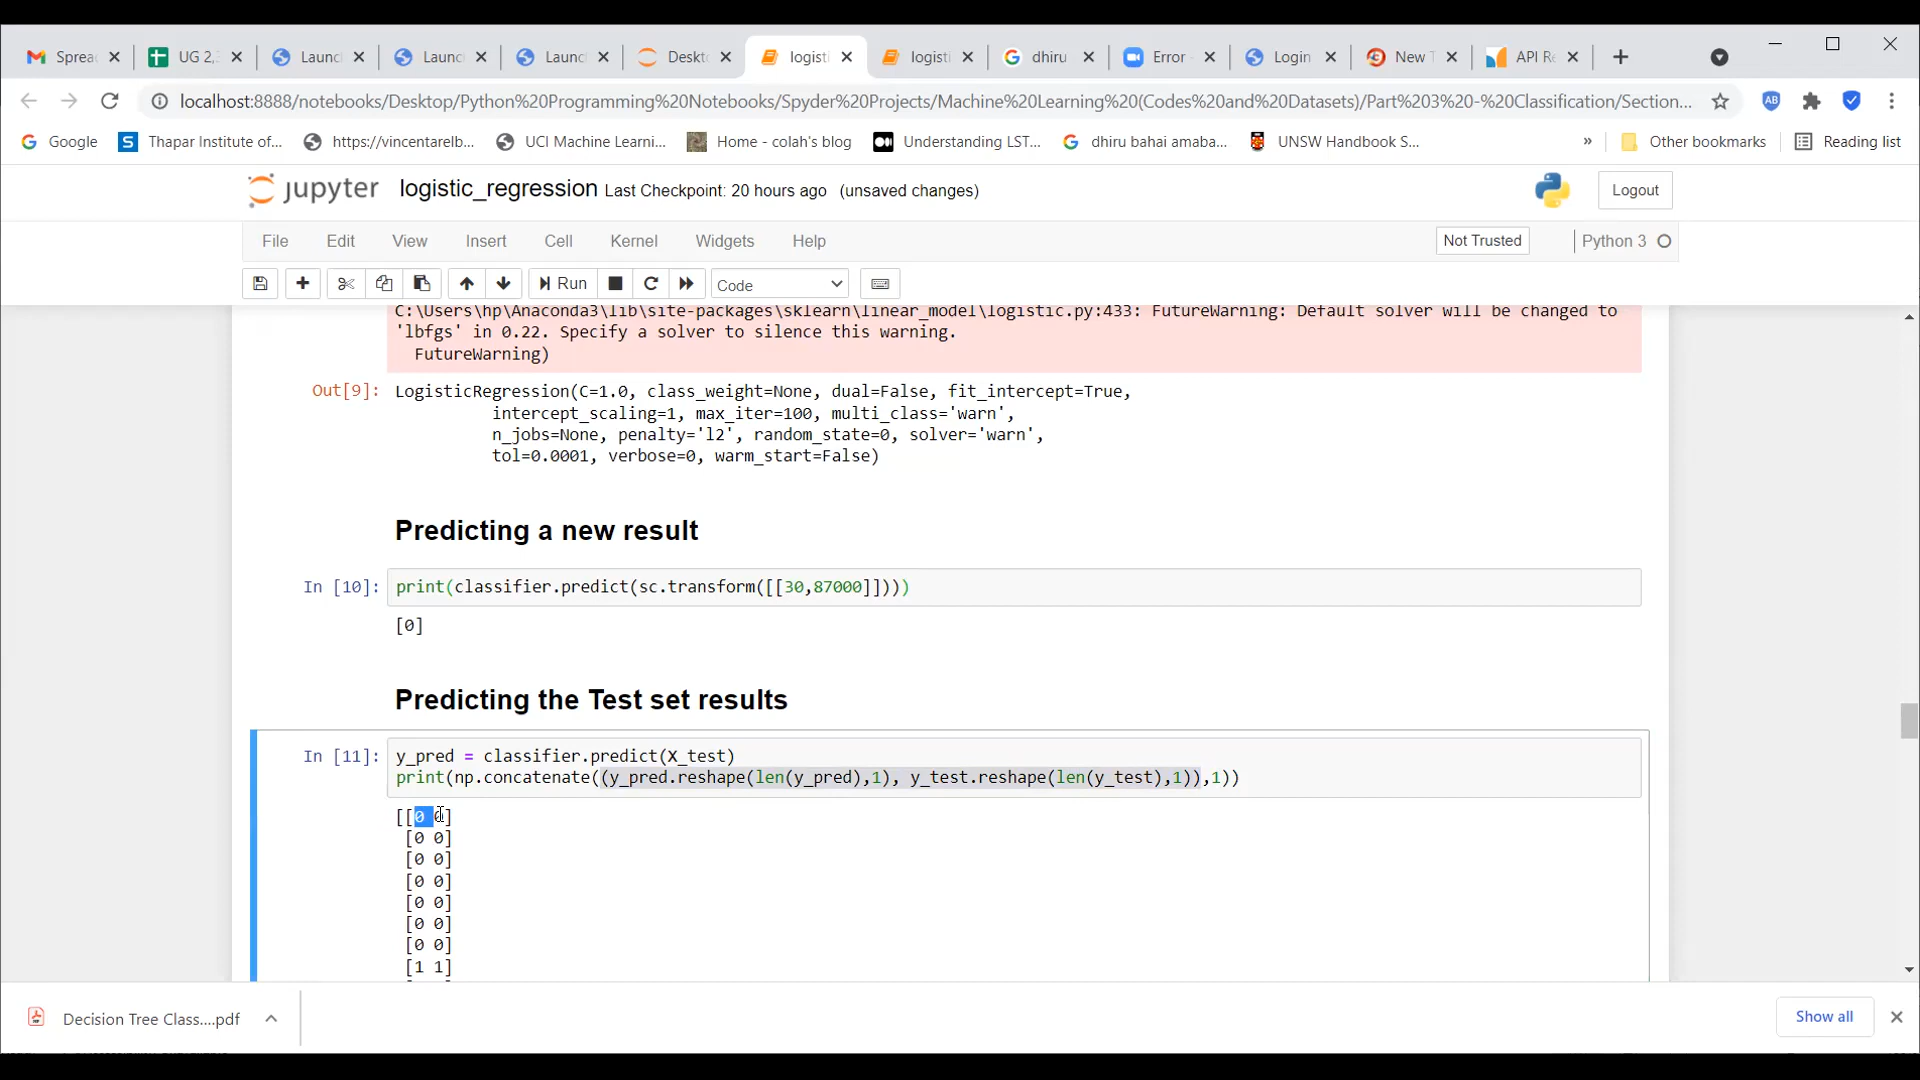 Sprea
UG 2,
Launc
Launc
Launc
Deskto
logisti
logisti
dhiru
Error
Login
New T
API Re
localhost:8888/notebooks/Desktop/Python%20Programming%20Notebooks/Spyder%20Projects/Machine%20Learning%20(Codes%20and%20Datasets)/Part%203%20-%20Classification/Section...
AB
Google
S
Thapar Institute of...
https://vincentarelb...
UCI Machine Learni...
Home - colah's blog
Understanding LST...
dhiru bahai amaba...
UNSW Handbook S...
»
Other bookmarks
Reading list
jupyter logistic_regression Last Checkpoint: 20 hours ago (unsaved changes)
Logout
File Edit View Insert Cell Kernel Widgets Help
Not Trusted
Python 3
Run
Code
C:\Users\hp\Anaconda3\lib\site-packages\sklearn\linear_model\logistic.py:433: FutureWarning: Default solver will be changed to
'lbfgs' in 0.22. Specify a solver to silence this warning.
FutureWarning)
Out[9]: LogisticRegression(C=1.0, class_weight=None, dual=False, fit_intercept=True,
intercept_scaling=1, max_iter=100, multi_class='warn',
n_jobs=None, penalty='l2', random_state=0, solver='warn',
tol=0.0001, verbose=0, warm_start=False)
Predicting a new result
In [10]: print(classifier.predict(sc.transform([[30,87000]])))
[0]
Predicting the Test set results
In [11]: y_pred = classifier.predict(X_test)
print(np.concatenate((y_pred.reshape(len(y_pred),1), y_test.reshape(len(y_test),1)),1))
[[0 0]
[0 0]
[0 0]
[0 0]
[0 0]
[0 0]
[0 0]
[1 1]
Decision Tree Class....pdf
Show all